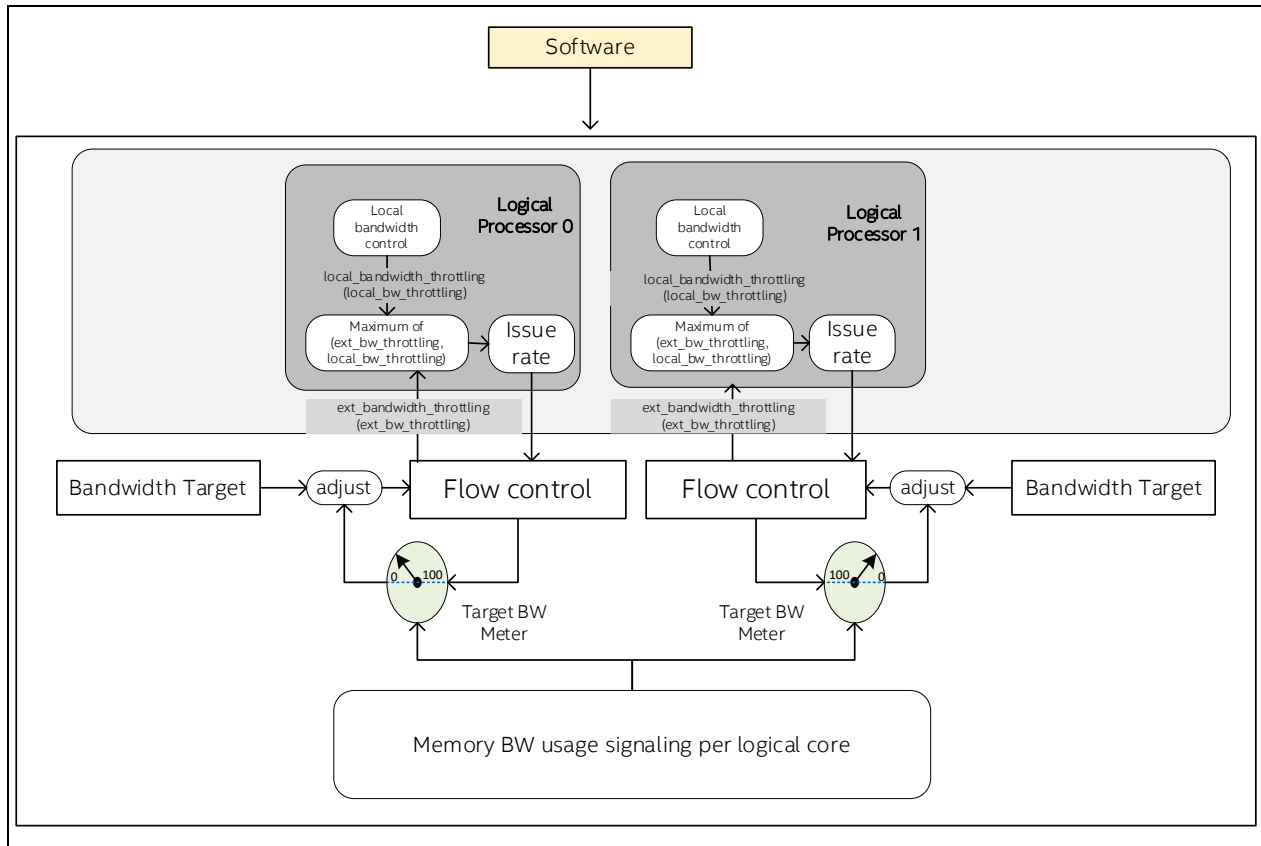 Software
Local
bandwidth
control
Logical
Processor 0
local_bandwidth_throttling
(local_bw_throttling)
Maximum of
(ext_bw_throttling,
local_bw_throttling)
Issue
rate
ext_bandwidth_throttling
(ext_bw_throttling)
Local
bandwidth
control
Logical
Processor 1
local_bandwidth_throttling
(local_bw_throttling)
Maximum of
(ext_bw_throttling,
local_bw_throttling)
Issue
rate
ext_bandwidth_throttling
(ext_bw_throttling)
Bandwidth Target
adjust
Flow control
Flow control
adjust
Bandwidth Target
0
100
Target BW
Meter
100
0
Target BW
Meter
Memory BW usage signaling per logical core